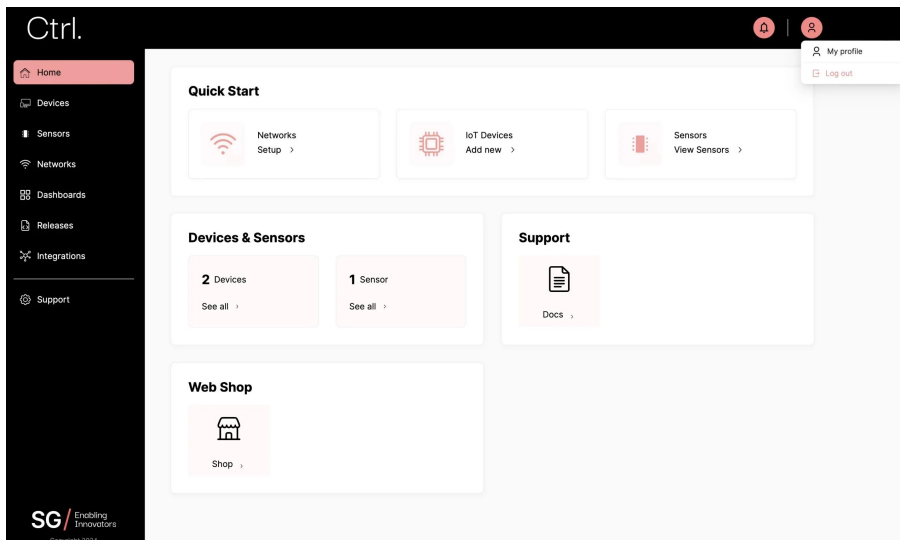 Ctrl.
My profile
Log out
Home
Devices
Sensors
Networks
Dashboards
Releases
Integrations
Support
Quick Start
Networks
Setup >
IoT Devices
Add new >
Sensors
View Sensors >
Devices & Sensors
2 Devices
See all >
1 Sensor
See all >
Support
Docs >
Web Shop
Shop >
SG/ Enabling
Innovators
Copyright 2024